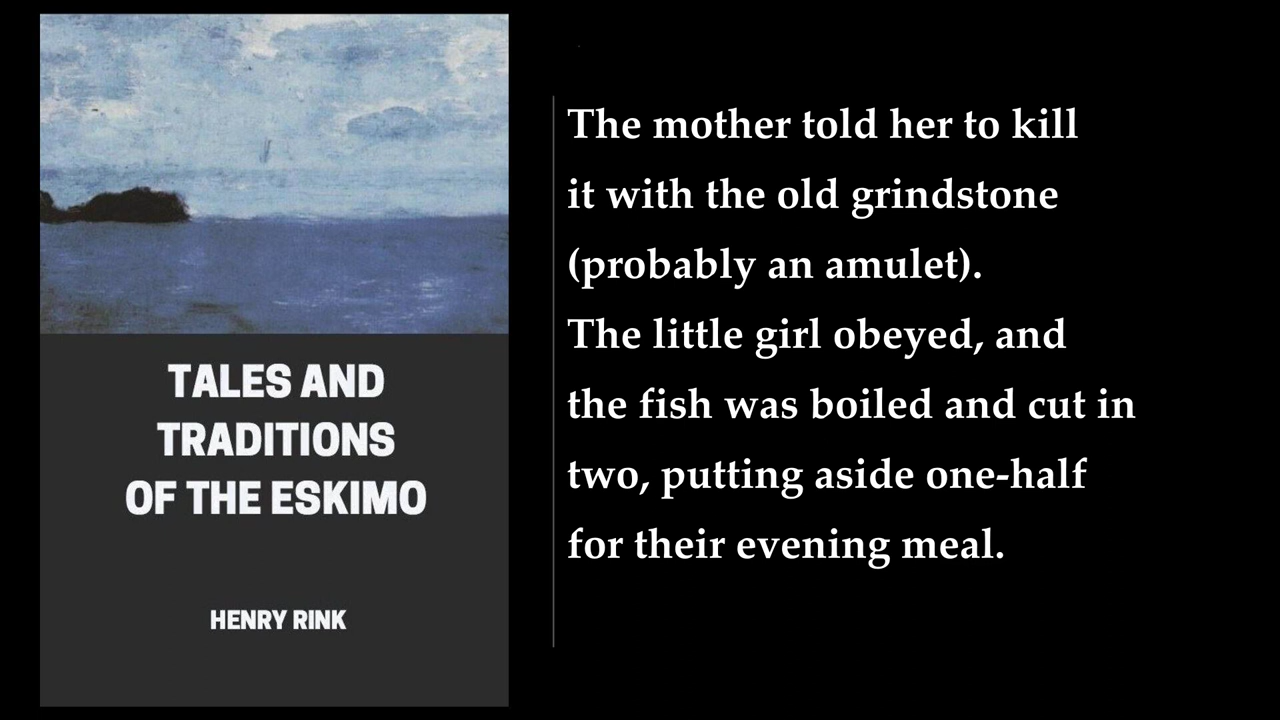 TALES AND
TRADITIONS
OF THE ESKIMO
HENRY RINK
The mother told her to kill
it with the old grindstone
(probably an amulet).
The little girl obeyed, and
the fish was boiled and cut in
two, putting aside one-half
for their evening meal.